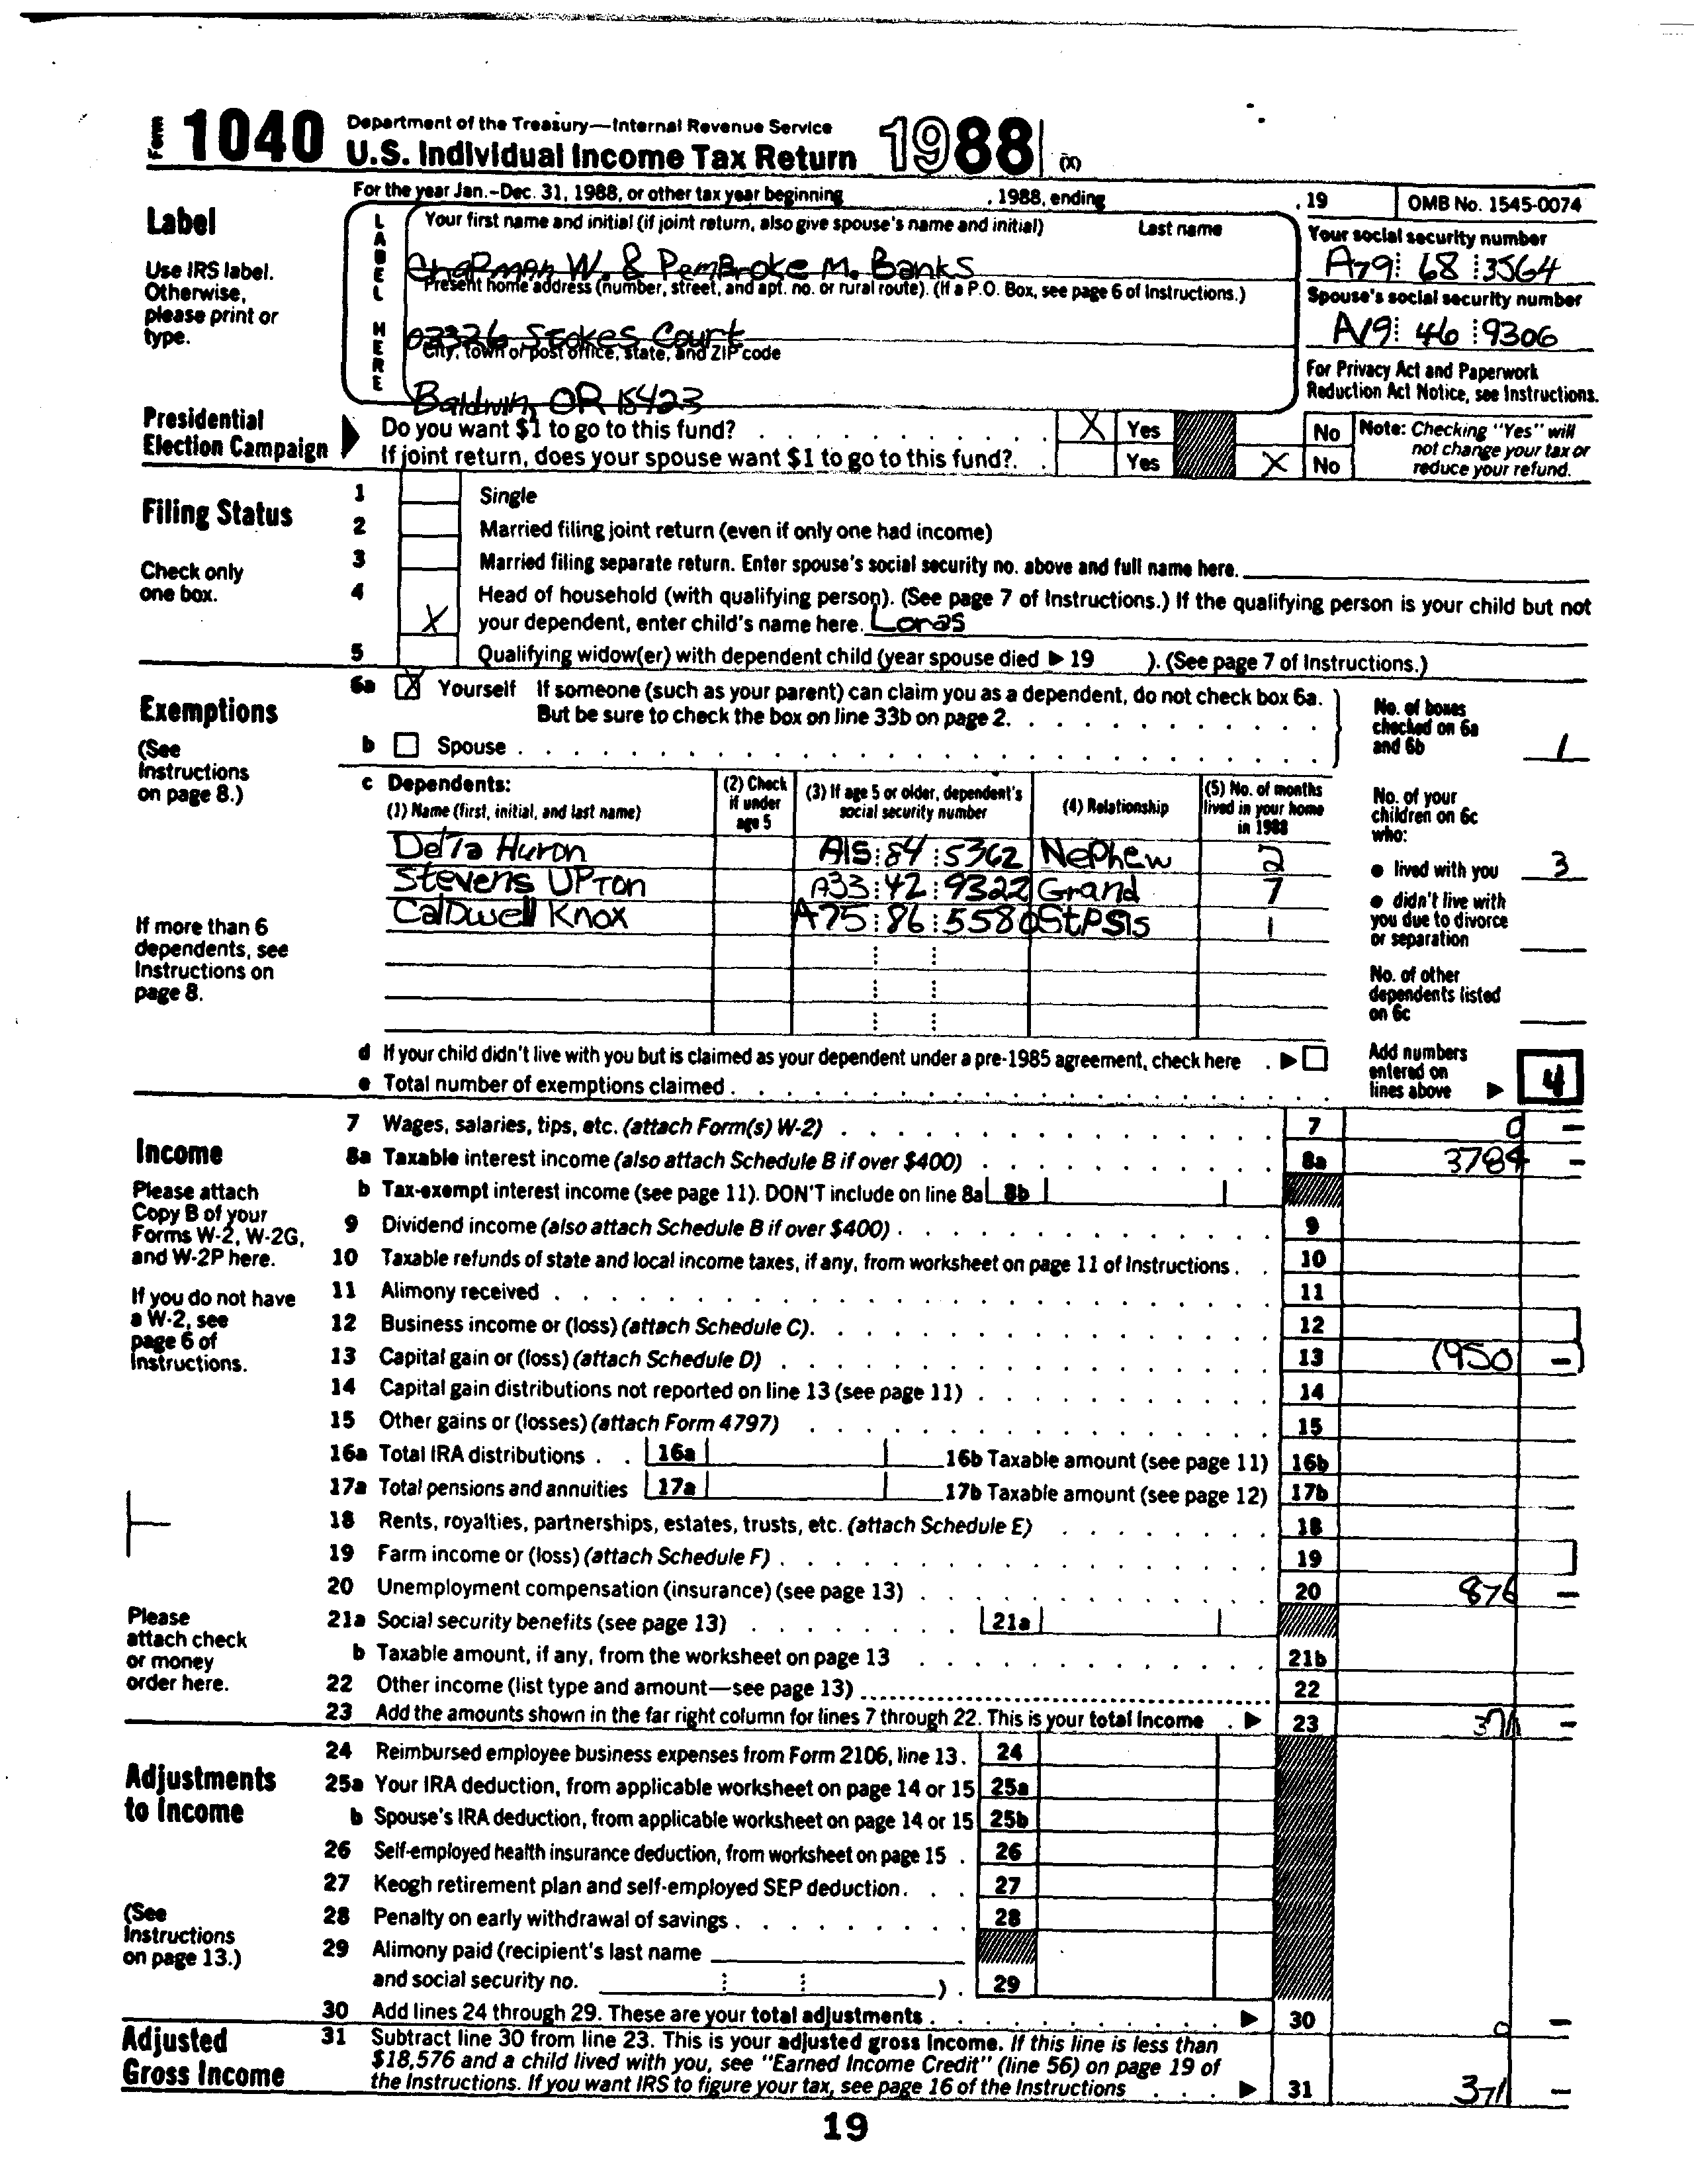 Form 1040 Department of the Treasury—Internal Revenue Service
U.S. Individual Income Tax Return 1988 (X)
For the year Jan.-Dec. 31, 1988, or other tax year beginning , 1988, ending , 19 OMB No. 1545-0074
Label
Use IRS label. Otherwise, please print or type.
LABEL HERE
Your first name and initial (if joint return, also give spouse's name and initial) Last name
Chapman W. & Pembroke M. Banks
Your social security number
A79 68 3564
Present home address (number, street, and apt. no. or rural route). (If a P.O. Box, see page 6 of Instructions.)
02326 Stokes Court
Spouse's social security number
A19 46 9306
City, town or post office, state, and ZIP code
Baldwin, OR 15423
For Privacy Act and Paperwork Reduction Act Notice, see Instructions.
Presidential Election Campaign
Do you want $1 to go to this fund? X Yes No
If joint return, does your spouse want $1 to go to this fund?. Yes X No
Note: Checking "Yes" will not change your tax or reduce your refund.
Filing Status
Check only one box.
1 Single
2 Married filing joint return (even if only one had income)
3 Married filing separate return. Enter spouse's social security no. above and full name here.
4 X Head of household (with qualifying person). (See page 7 of Instructions.) If the qualifying person is your child but not
your dependent, enter child's name here. Loras
5 Qualifying widow(er) with dependent child (year spouse died ▶ 19 ). (See page 7 of Instructions.)
Exemptions
(See Instructions on page 8.)
6a X Yourself If someone (such as your parent) can claim you as a dependent, do not check box 6a.
But be sure to check the box on line 33b on page 2.
b Spouse
No. of boxes checked on 6a and 6b 1
c Dependents:
(1) Name (first, initial, and last name) (2) Check if under age 5 (3) If age 5 or older, dependent's social security number (4) Relationship (5) No. of months lived in your home in 1988
Delta Huron A15 84 5362 Nephew 2
Stevens Upton A33 42 9322 Grand 7
Caldwell Knox A75 86 5580 StPSis 1
No. of your children on 6c who:
● lived with you 3
● didn't live with you due to divorce or separation
No. of other dependents listed on 6c
If more than 6 dependents, see Instructions on page 8.
d If your child didn't live with you but is claimed as your dependent under a pre-1985 agreement, check here ▶
e Total number of exemptions claimed
Add numbers entered on lines above ▶ 4
Income
Please attach Copy B of your Forms W-2, W-2G, and W-2P here.
If you do not have a W-2, see page 6 of Instructions.
Please attach check or money order here.
7 Wages, salaries, tips, etc. (attach Form(s) W-2) 7 0 —
8a Taxable interest income (also attach Schedule B if over $400) 8a 3784 —
b Tax-exempt interest income (see page 11). DON'T include on line 8a 8b
9 Dividend income (also attach Schedule B if over $400) 9
10 Taxable refunds of state and local income taxes, if any, from worksheet on page 11 of Instructions 10
11 Alimony received 11
12 Business income or (loss) (attach Schedule C) 12
13 Capital gain or (loss) (attach Schedule D) 13 (950 —)
14 Capital gain distributions not reported on line 13 (see page 11) 14
15 Other gains or (losses) (attach Form 4797) 15
16a Total IRA distributions 16a 16b Taxable amount (see page 11) 16b
17a Total pensions and annuities 17a 17b Taxable amount (see page 12) 17b
18 Rents, royalties, partnerships, estates, trusts, etc. (attach Schedule E) 18
19 Farm income or (loss) (attach Schedule F) 19
20 Unemployment compensation (insurance) (see page 13) 20 876 —
21a Social security benefits (see page 13) 21a
b Taxable amount, if any, from the worksheet on page 13 21b
22 Other income (list type and amount—see page 13) 22
23 Add the amounts shown in the far right column for lines 7 through 22. This is your total income ▶ 23 —
Adjustments to Income
(See Instructions on page 13.)
24 Reimbursed employee business expenses from Form 2106, line 13 24
25a Your IRA deduction, from applicable worksheet on page 14 or 15 25a
b Spouse's IRA deduction, from applicable worksheet on page 14 or 15 25b
26 Self-employed health insurance deduction, from worksheet on page 15 26
27 Keogh retirement plan and self-employed SEP deduction 27
28 Penalty on early withdrawal of savings 28
29 Alimony paid (recipient's last name
and social security no. ) 29
30 Add lines 24 through 29. These are your total adjustments ▶ 30 0 —
Adjusted Gross Income
31 Subtract line 30 from line 23. This is your adjusted gross income. If this line is less than
$18,576 and a child lived with you, see "Earned Income Credit" (line 56) on page 19 of
the Instructions. If you want IRS to figure your tax, see page 16 of the Instructions ▶ 31 371 —
19